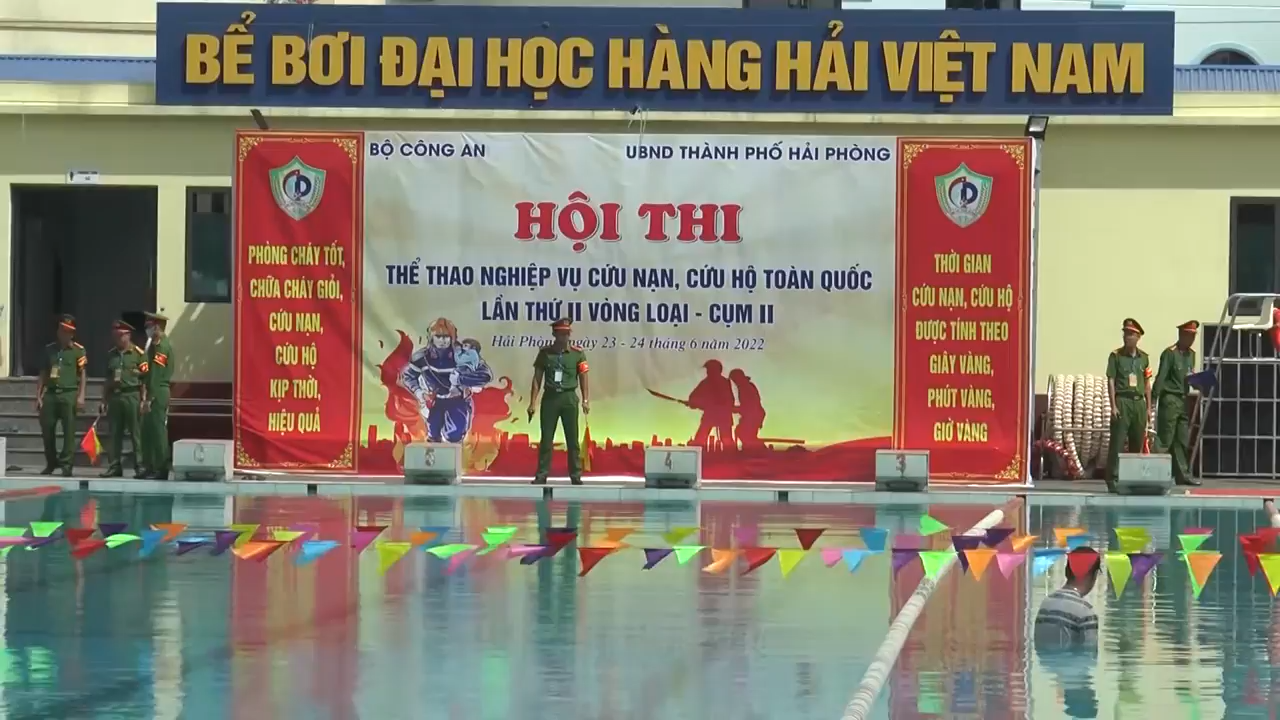 BỂ BƠI ĐẠI HỌC HÀNG HẢI VIỆT NAM
BỘ CÔNG AN
UBND THÀNH PHỐ HẢI PHÒNG
HỘI THI
THỂ THAO NGHIỆP VỤ CỨU NẠN, CỨU HỘ TOÀN QUỐC
LẦN THỨ II VÒNG LOẠI - CỤM II
Hải Phòng, ngày 23 - 24 tháng 6 năm 2022
PHÒNG CHÁY TỐT,
CHỮA CHÁY GIỎI,
CỨU NẠN,
CỨU HỘ
KỊP THỜI,
HIỆU QUẢ
THỜI GIAN
CỨU NẠN, CỨU HỘ
ĐƯỢC TÍNH THEO
GIÂY VÀNG,
PHÚT VÀNG,
GIỜ VÀNG
6
5
4
3